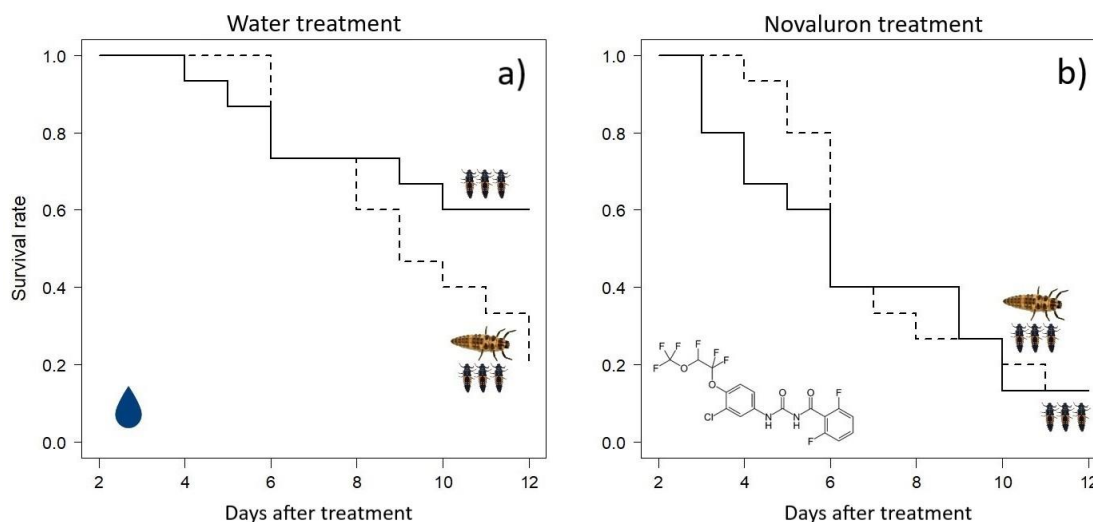 Water treatment
a)
Survival rate
1.0
0.8
0.6
0.4
0.2
0.0
2 4 6 8 10 12
Days after treatment
Novaluron treatment
b)
1.0
0.8
0.6
0.4
0.2
0.0
F F F F
F F
O
O O O F
Cl
N N
H H
F
2 4 6 8 10 12
Days after treatment